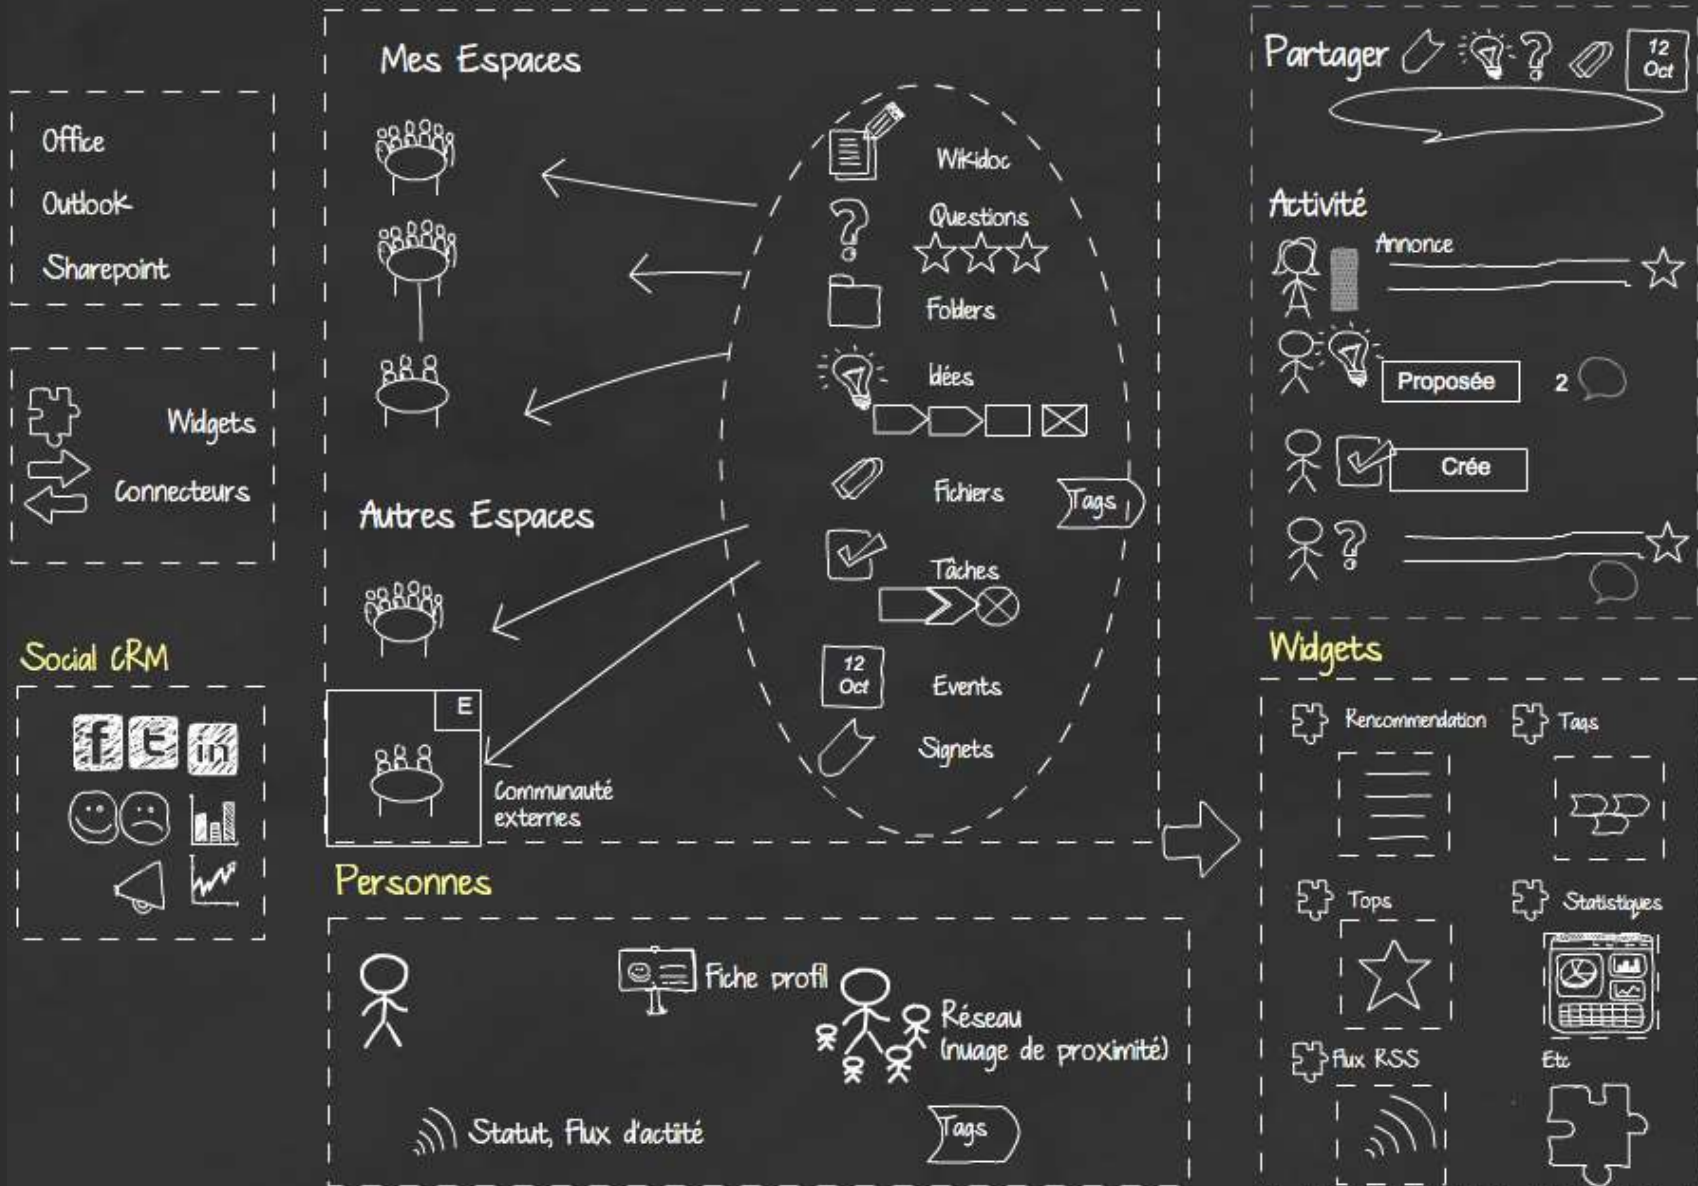 Office
Outlook
Sharepoint
Widgets
Connecteurs
Social CRM
f t in
Mes Espaces
Autres Espaces
E
Communauté
externes
Wikidoc
Questions
Folders
Idées
Fichiers
Tags
Tâches
12
Oct
Events
Signets
Personnes
Fiche profil
Réseau
(nuage de proximité)
Statut, Flux d'actité
Tags
Partager
12
Oct
Activité
Annonce
Proposée
2
Crée
Widgets
Rencommendation
Tags
Tops
Statistiques
Flux RSS
Etc